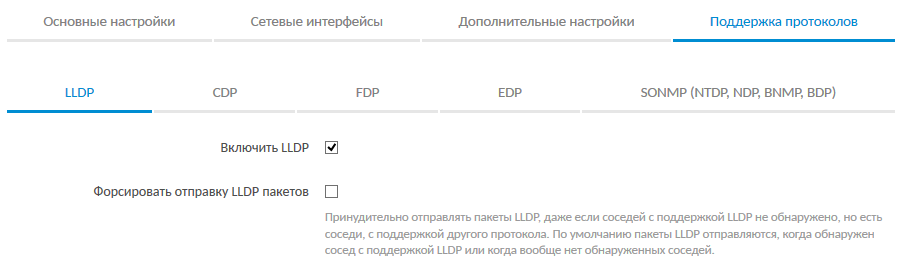 Основные настройки Сетевые интерфейсы Дополнительные настройки Поддержка протоколов
LLDP CDP FDP EDP SONMP (NTDP, NDP, BNMP, BDP)
Включить LLDP
Форсировать отправку LLDP пакетов
Принудительно отправлять пакеты LLDP, даже если соседей с поддержкой LLDP не обнаружено, но есть
соседи, с поддержкой другого протокола. По умолчанию пакеты LLDP отправляются, когда обнаружен
сосед с поддержкой LLDP или когда вообще нет обнаруженных соседей.